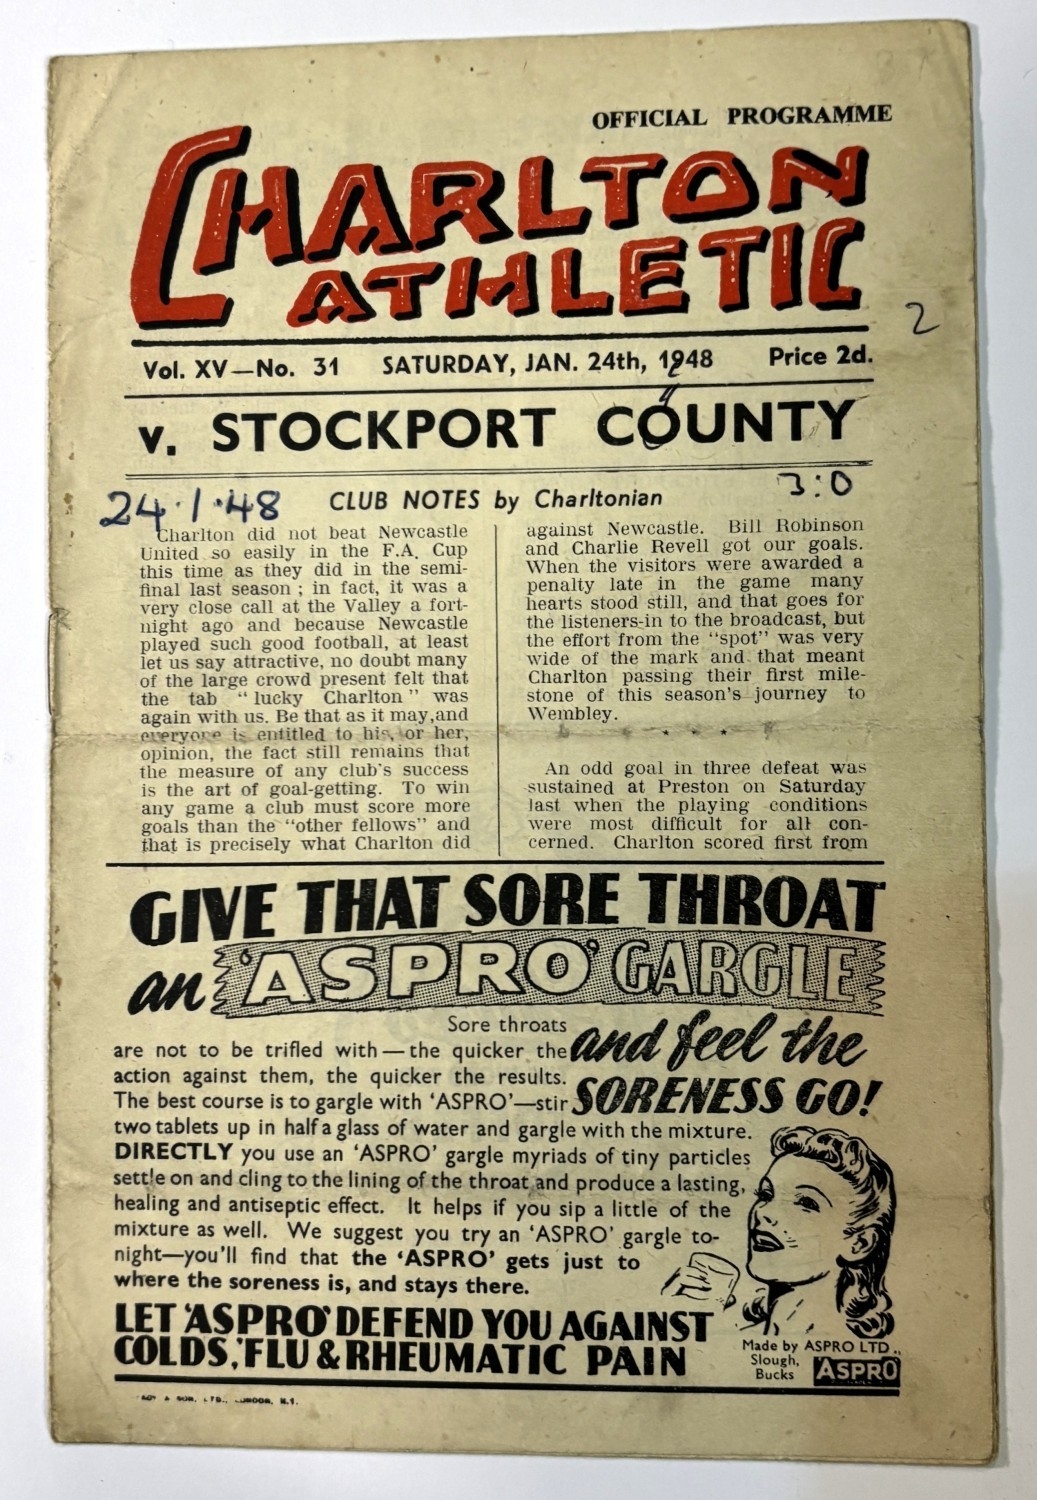 OFFICIAL PROGRAMME
CHARLTON
ATHLETIC
2
Vol. XV—No. 31 SATURDAY, JAN. 24th, 1948 Price 2d.
v. STOCKPORT COUNTY
24·1·48
CLUB NOTES by Charltonian
3:0
Charlton did not beat Newcastle
United so easily in the F.A. Cup
this time as they did in the semi-
final last season ; in fact, it was a
very close call at the Valley a fort-
night ago and because Newcastle
played such good football, at least
let us say attractive, no doubt many
of the large crowd present felt that
the tab "lucky Charlton" was
again with us. Be that as it may,and
everyone is entitled to his, or her,
opinion, the fact still remains that
the measure of any club's success
is the art of goal-getting. To win
any game a club must score more
goals than the "other fellows" and
that is precisely what Charlton did
against Newcastle. Bill Robinson
and Charlie Revell got our goals.
When the visitors were awarded a
penalty late in the game many
hearts stood still, and that goes for
the listeners-in to the broadcast, but
the effort from the "spot" was very
wide of the mark and that meant
Charlton passing their first mile-
stone of this season's journey to
Wembley.
* * *
An odd goal in three defeat was
sustained at Preston on Saturday
last when the playing conditions
were most difficult for all con-
cerned. Charlton scored first from
GIVE THAT SORE THROAT
an 'ASPRO' GARGLE
and feel the
SORENESS GO!
Sore throats
are not to be trifled with — the quicker the
action against them, the quicker the results.
The best course is to gargle with 'ASPRO'—stir
two tablets up in half a glass of water and gargle with the mixture.
DIRECTLY you use an 'ASPRO' gargle myriads of tiny particles
settle on and cling to the lining of the throat and produce a lasting,
healing and antiseptic effect. It helps if you sip a little of the
mixture as well. We suggest you try an 'ASPRO' gargle to-
night—you'll find that the 'ASPRO' gets just to
where the soreness is, and stays there.
LET 'ASPRO' DEFEND YOU AGAINST
COLDS, 'FLU & RHEUMATIC PAIN
Made by ASPRO LTD.,
Slough,
Bucks
ASPRO
& SON, LTD., LONDON, N.1.